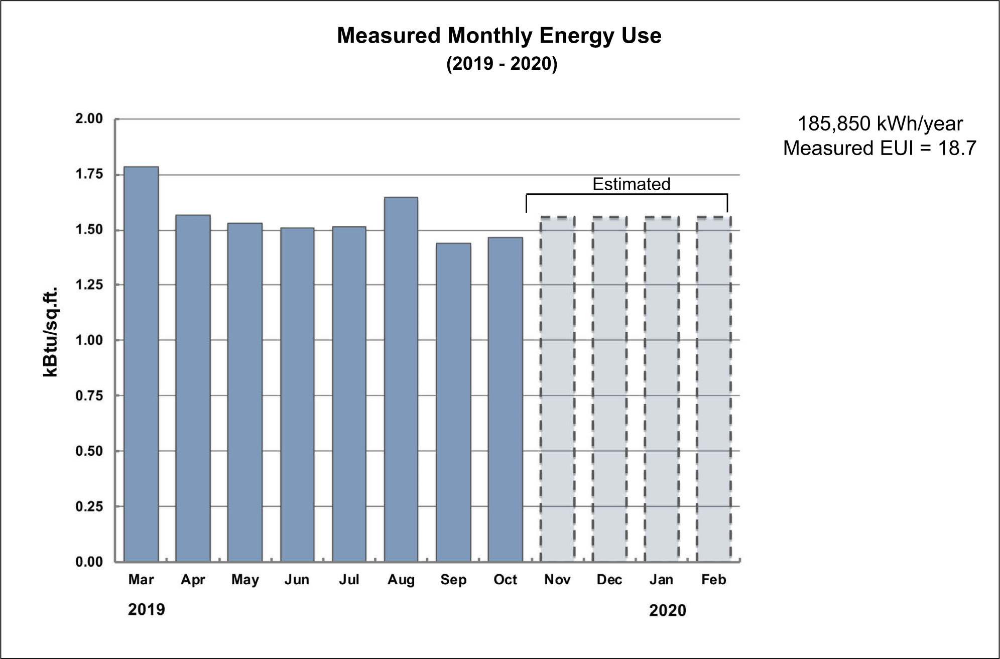 Measured Monthly Energy Use
(2019 - 2020)
185,850 kWh/year
Measured EUI = 18.7
Estimated
kBtu/sq.ft.
2.00
1.75
1.50
1.25
1.00
0.75
0.50
0.25
0.00
Mar Apr May Jun Jul Aug Sep Oct Nov Dec Jan Feb
2019 2020